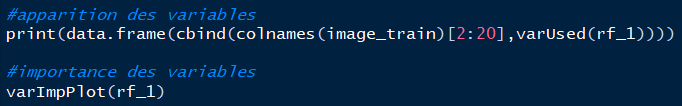 #apparition des variables
print(data.frame(cbind(colnames(image_train)[2:20],varUsed(rf_1))))
#importance des variables
varImpPlot(rf_1)